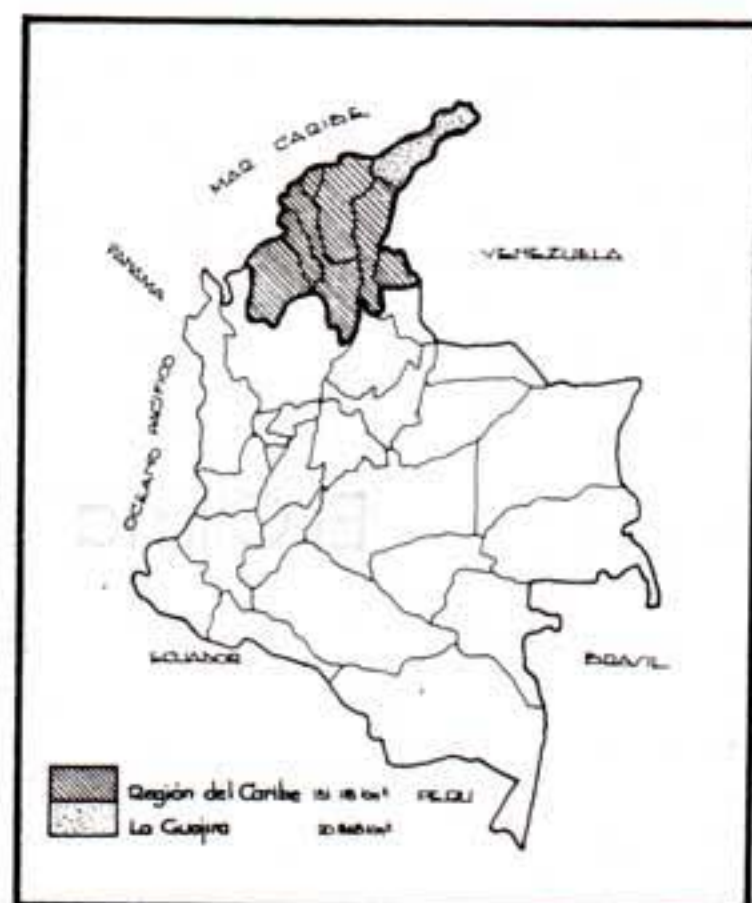 MAR CARIBE
PANAMA
VENEZUELA
OCEANO PACIFICO
ECUADOR
BRASIL
Región del Caribe
PERU
La Guajira